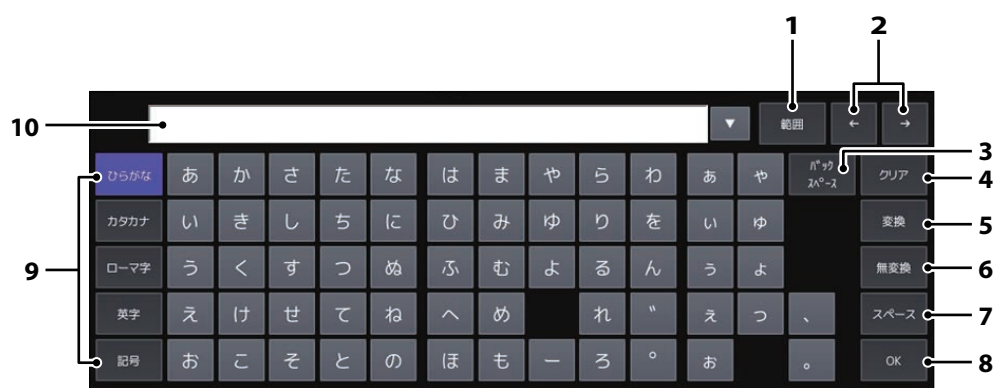 1 2
10 ▼ 範囲 ← →
3
ひらがな あ か さ た な は ま や ら わ ぁ ゃ バックスペース クリア 4
カタカナ い き し ち に ひ み ゆ り を ぃ ゅ 変換 5
9 ローマ字 う く す つ ぬ ふ む よ る ん ぅ ょ 無変換 6
英字 え け せ て ね へ め れ ゛ ぇ っ 、 スペース 7
記号 お こ そ と の ほ も ー ろ ゜ ぉ 。 OK 8